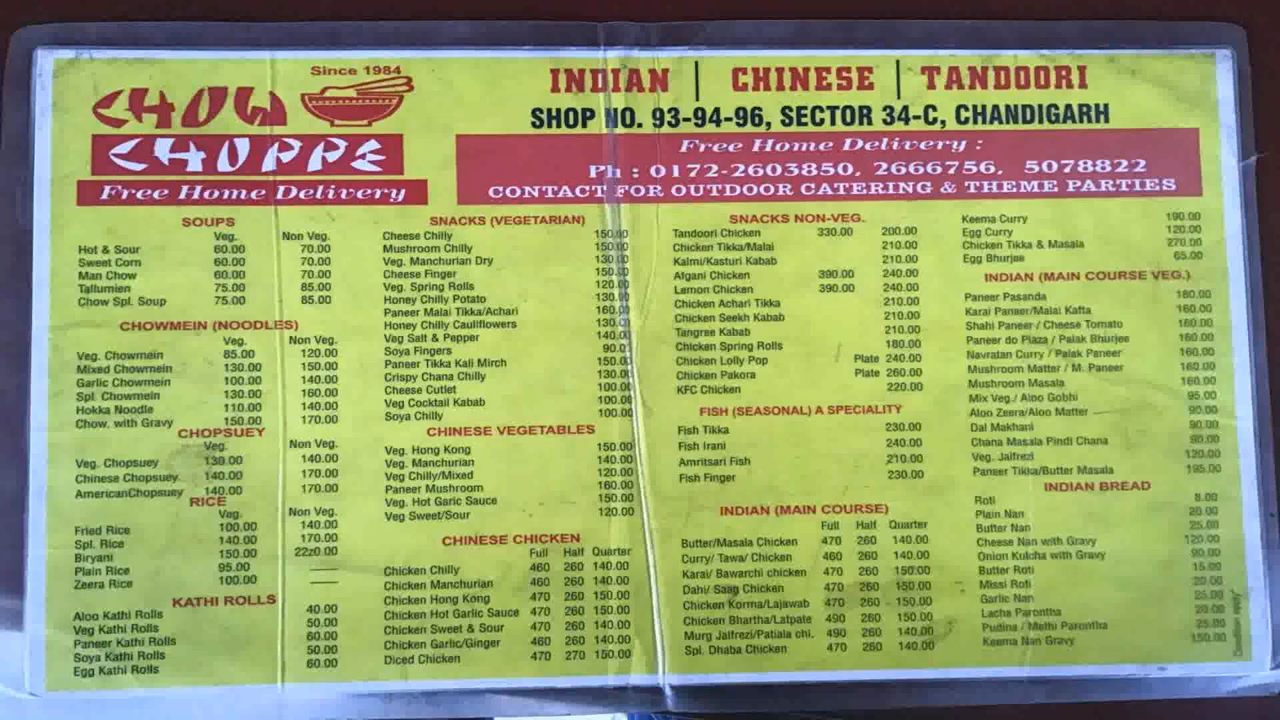 Since 1984
CHOW
CHOPPE
Free Home Delivery
INDIAN | CHINESE | TANDOORI
SHOP NO. 93-94-96, SECTOR 34-C, CHANDIGARH
Free Home Delivery :
Ph : 0172-2603850, 2666756, 5078822
CONTACT FOR OUTDOOR CATERING & THEME PARTIES
SOUPS
Veg. Non Veg.
Hot & Sour 60.00 70.00
Sweet Corn 60.00 70.00
Man Chow 60.00 70.00
Tallumien 75.00 85.00
Chow Spl. Soup 75.00 85.00
CHOWMEIN (NOODLES)
Veg. Non Veg.
Veg. Chowmein 85.00 120.00
Mixed Chowmein 130.00 150.00
Garlic Chowmein 100.00 140.00
Spl. Chowmein 130.00 160.00
Hokka Noodle 110.00 140.00
Chow. with Gravy 150.00 170.00
CHOPSUEY
Veg. Non Veg.
Veg. Chopsuey 130.00 140.00
Chinese Chopsuey 140.00 170.00
AmericanChopsuey 140.00 170.00
RICE
Veg. Non Veg.
Fried Rice 100.00 140.00
Spl. Rice 140.00 170.00
Biryani 150.00 2220.00
Plain Rice 95.00 —
Zeera Rice 100.00 —
KATHI ROLLS
Aloo Kathi Rolls 40.00
Veg Kathi Rolls 50.00
Paneer Kathi Rolls 60.00
Soya Kathi Rolls 50.00
Egg Kathi Rolls 60.00
SNACKS (VEGETARIAN)
Cheese Chilly 150.00
Mushroom Chilly 150.00
Veg. Manchurian Dry 130.00
Cheese Finger 150.00
Veg. Spring Rolls 120.00
Honey Chilly Potato 130.00
Paneer Malai Tikka/Achari 160.00
Honey Chilly Cauliflowers 130.00
Vag Salt & Pepper 140.00
Soya Fingers 90.00
Paneer Tikka Kali Mirch 150.00
Crispy Chana Chilly 130.00
Cheese Cutlet 100.00
Veg Cocktail Kabab 100.00
Soya Chilly 100.00
CHINESE VEGETABLES
Veg. Hong Kong 150.00
Veg. Manchurian 140.00
Veg Chilly/Mixed 120.00
Paneer Mushroom 160.00
Veg. Hot Garic Sauce 150.00
Veg Sweet/Sour 120.00
CHINESE CHICKEN
Full Half Quarter
Chicken Chilly 460 260 140.00
Chicken Manchurian 460 260 140.00
Chicken Hong Kong 470 260 150.00
Chicken Hot Garlic Sauce 470 260 150.00
Chicken Sweet & Sour 470 260 140.00
Chicken Garlic/Ginger 460 260 140.00
Diced Chicken 470 270 150.00
SNACKS NON-VEG.
Tandoori Chicken 330.00 200.00
Chicken Tikka/Malai 210.00
Kalmi/Kasturi Kabab 210.00
Afgani Chicken 390.00 240.00
Lemon Chicken 390.00 240.00
Chicken Achari Tikka 210.00
Chicken Seekh Kabab 210.00
Tangree Kabab 210.00
Chicken Spring Rolls 180.00
Chicken Lolly Pop Plate 240.00
Chicken Pakora Plate 260.00
KFC Chicken 220.00
FISH (SEASONAL) A SPECIALITY
Fish Tikka 230.00
Fish Irani 240.00
Amritsari Fish 210.00
Fish Finger 230.00
INDIAN (MAIN COURSE)
Full Half Quarter
Butter/Masala Chicken 470 260 140.00
Curry/ Tawa/ Chicken 460 260 140.00
Karai/ Bawarchi chicken 470 260 150.00
Dahi/ Saag Chicken 470 260 150.00
Chicken Korma/Lajawab 470 260 150.00
Chicken Bhartha/Latpate 490 260 150.00
Murg Jalfrezi/Patiala chi. 490 260 140.00
Spl. Dhaba Chicken 470 260 140.00
Keema Curry 190.00
Egg Curry 120.00
Chicken Tikka & Masala 270.00
Egg Bhurjee 65.00
INDIAN (MAIN COURSE VEG.)
Paneer Pasanda 180.00
Karai Paneer/Malai Kafta 160.00
Shahi Paneer / Cheese Tomato 160.00
Paneer do Piaza / Palak Bhurjee 160.00
Navratan Curry / Palak Paneer 160.00
Mushroom Matter / M. Paneer 160.00
Mushroom Masala 160.00
Mix Veg./ Aloo Gobhi 95.00
Aloo Zeera/Aloo Matter 90.00
Dal Makhani 90.00
Chana Masala Pindi Chana 90.00
Veg. Jalfrezi 120.00
Paneer Tikka/Butter Masala 195.00
INDIAN BREAD
Roti 8.00
Plain Nan 20.00
Butter Nan 25.00
Cheese Nan with Gravy 120.00
Onion Kulcha with Gravy 90.00
Butter Roti 15.00
Missi Roti 20.00
Garlic Nan 25.00
Lacha Parontha 20.00
Pudina / Methi Parontha 25.00
Keema Nan Gravy 150.00
Condition apply*